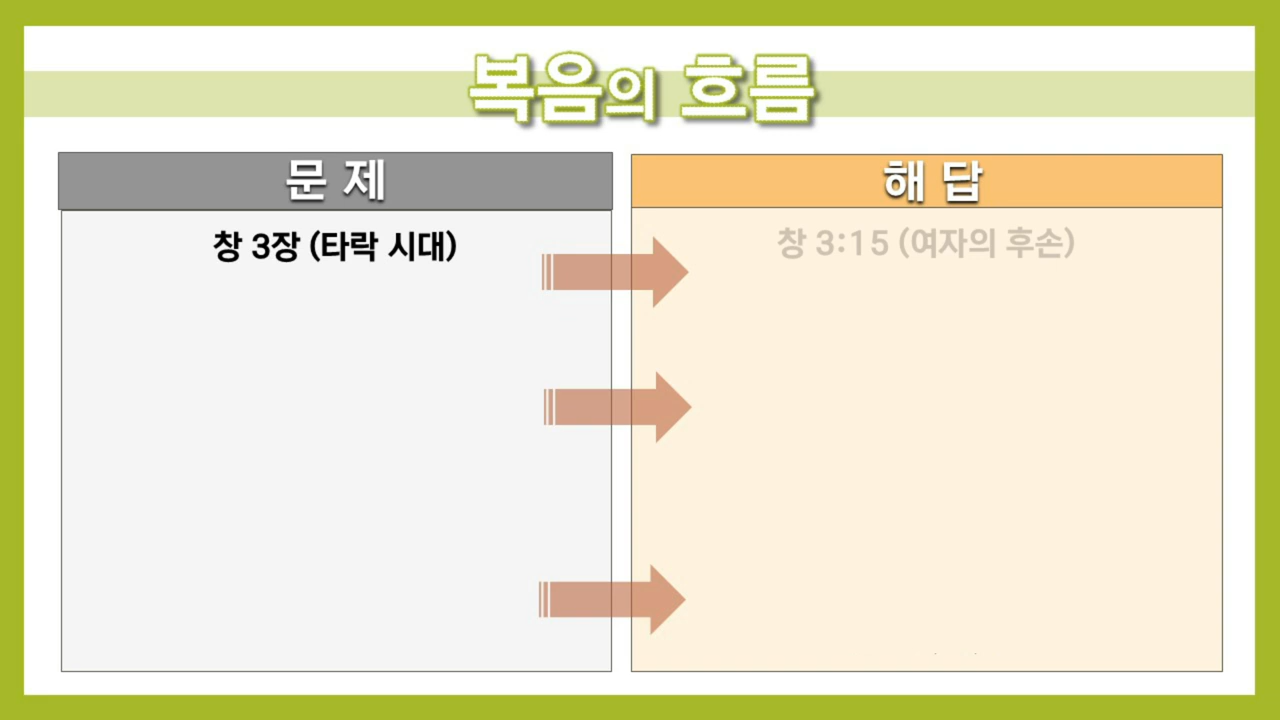 복음의 흐름
문 제
해 답
창 3장 (타락 시대)
창 3:15 (여자의 후손)